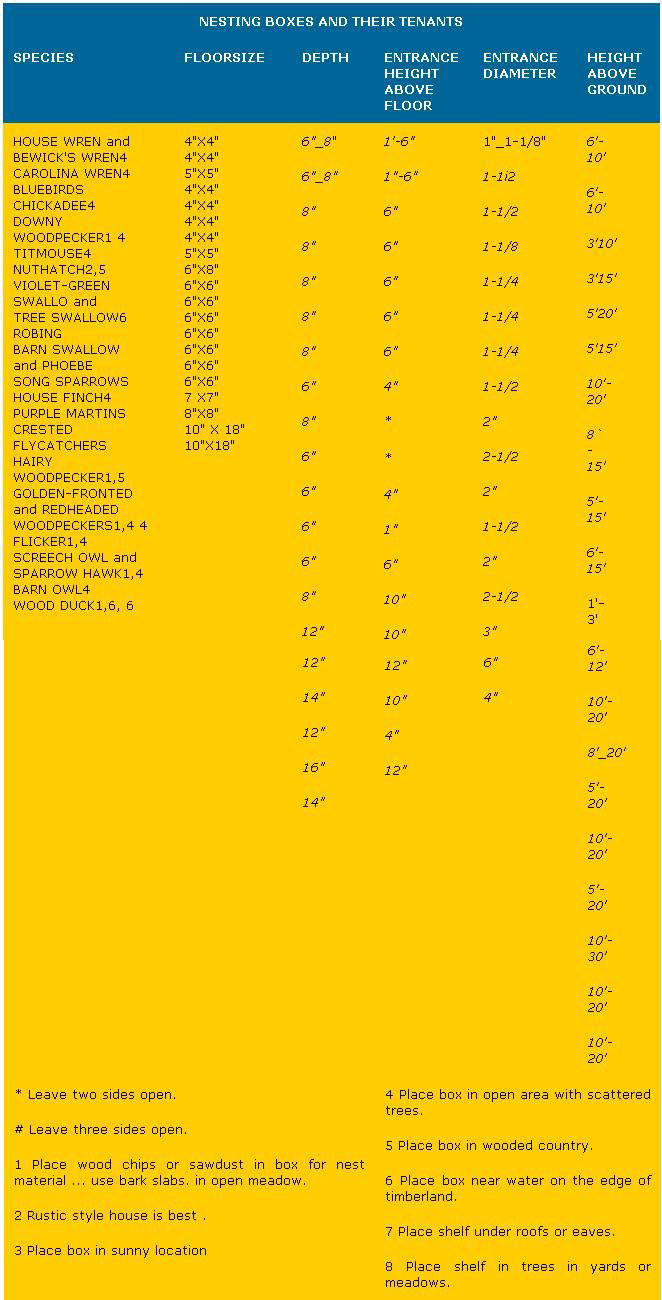 NESTING BOXES AND THEIR TENANTS
SPECIES
FLOORSIZE
DEPTH
ENTRANCE
HEIGHT
ABOVE
FLOOR
ENTRANCE
DIAMETER
HEIGHT
ABOVE
GROUND
HOUSE WREN and
BEWICK'S WREN4
CAROLINA WREN4
BLUEBIRDS
CHICKADEE4
DOWNY
WOODPECKER1 4
TITMOUSE4
NUTHATCH2,5
VIOLET-GREEN
SWALLO and
TREE SWALLOW6
ROBING
BARN SWALLOW
and PHOEBE
SONG SPARROWS
HOUSE FINCH4
PURPLE MARTINS
CRESTED
FLYCATCHERS
HAIRY
WOODPECKER1,5
GOLDEN-FRONTED
and REDHEADED
WOODPECKERS1,4 4
FLICKER1,4
SCREECH OWL and
SPARROW HAWK1,4
BARN OWL4
WOOD DUCK1,6, 6
4"X4"
4"X4"
5"X5"
4"X4"
4"X4"
4"X4"
4"X4"
5"X5"
6"X8"
6"X6"
6"X6"
6"X6"
6"X6"
6"X6"
6"X6"
6"X6"
7 X7"
8"X8"
10" X 18"
10"X18"
6"_8"
6"_8"
8"
8"
8"
8"
8"
6"
8"
6"
6"
6"
6"
8"
12"
12"
14"
12"
16"
14"
1'-6"
1"-6"
6"
6"
6"
6"
6"
4"
*
*
4"
1"
6"
10"
10"
12"
10"
4"
12"
1"_1-1/8"
1-1i2
1-1/2
1-1/8
1-1/4
1-1/4
1-1/4
1-1/2
2"
2-1/2
2"
1-1/2
2"
2-1/2
3"
6"
4"
6'-
10'
6'-
10'
3'10'
3'15'
5'20'
5'15'
10'-
20'
8`
-
15'
5'-
15'
6'-
15'
1'-
3'
6'-
12'
10'-
20'
8'_20'
5'-
20'
10'-
20'
5'-
20'
10'-
30'
10'-
20'
10'-
20'
* Leave two sides open.
# Leave three sides open.
1 Place wood chips or sawdust in box for nest
material ... use bark slabs. in open meadow.
2 Rustic style house is best .
3 Place box in sunny location
4 Place box in open area with scattered
trees.
5 Place box in wooded country.
6 Place box near water on the edge of
timberland.
7 Place shelf under roofs or eaves.
8 Place shelf in trees in yards or
meadows.